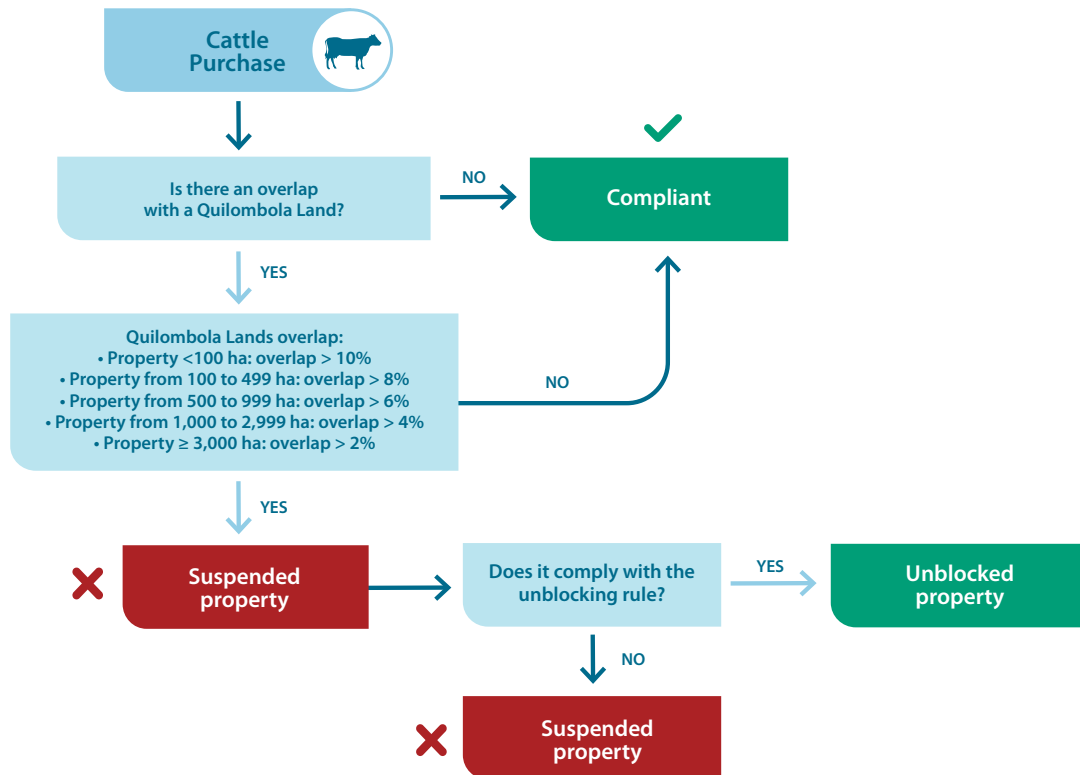 Cattle
Purchase
Is there an overlap
with a Quilombola Land?
NO
Compliant
YES
Quilombola Lands overlap:
• Property <100 ha: overlap > 10%
• Property from 100 to 499 ha: overlap > 8%
• Property from 500 to 999 ha: overlap > 6%
• Property from 1,000 to 2,999 ha: overlap > 4%
• Property ≥ 3,000 ha: overlap > 2%
NO
YES
Suspended
property
Does it comply with the
unblocking rule?
YES
Unblocked
property
NO
Suspended
property